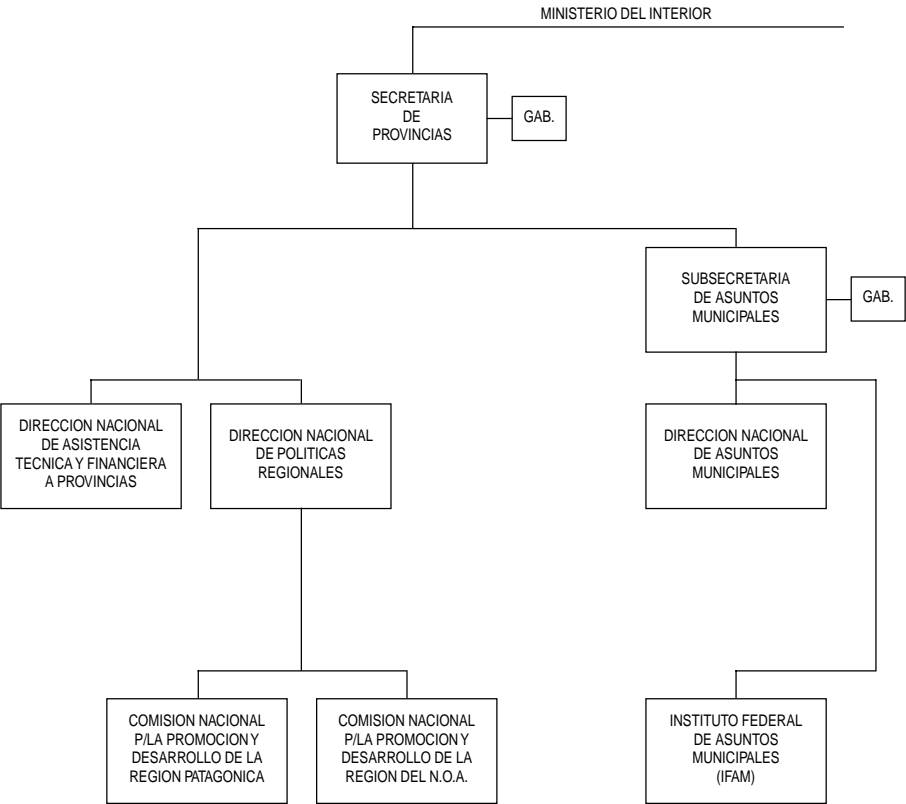 MINISTERIO DEL INTERIOR
SECRETARIA
DE
PROVINCIAS
GAB.
SUBSECRETARIA
DE ASUNTOS
MUNICIPALES
GAB.
DIRECCION NACIONAL
DE ASISTENCIA
TECNICA Y FINANCIERA
A PROVINCIAS
DIRECCION NACIONAL
DE POLITICAS
REGIONALES
DIRECCION NACIONAL
DE ASUNTOS
MUNICIPALES
COMISION NACIONAL
P/LA PROMOCION Y
DESARROLLO DE LA
REGION PATAGONICA
COMISION NACIONAL
P/LA PROMOCION Y
DESARROLLO DE LA
REGION DEL N.O.A.
INSTITUTO FEDERAL
DE ASUNTOS
MUNICIPALES
(IFAM)